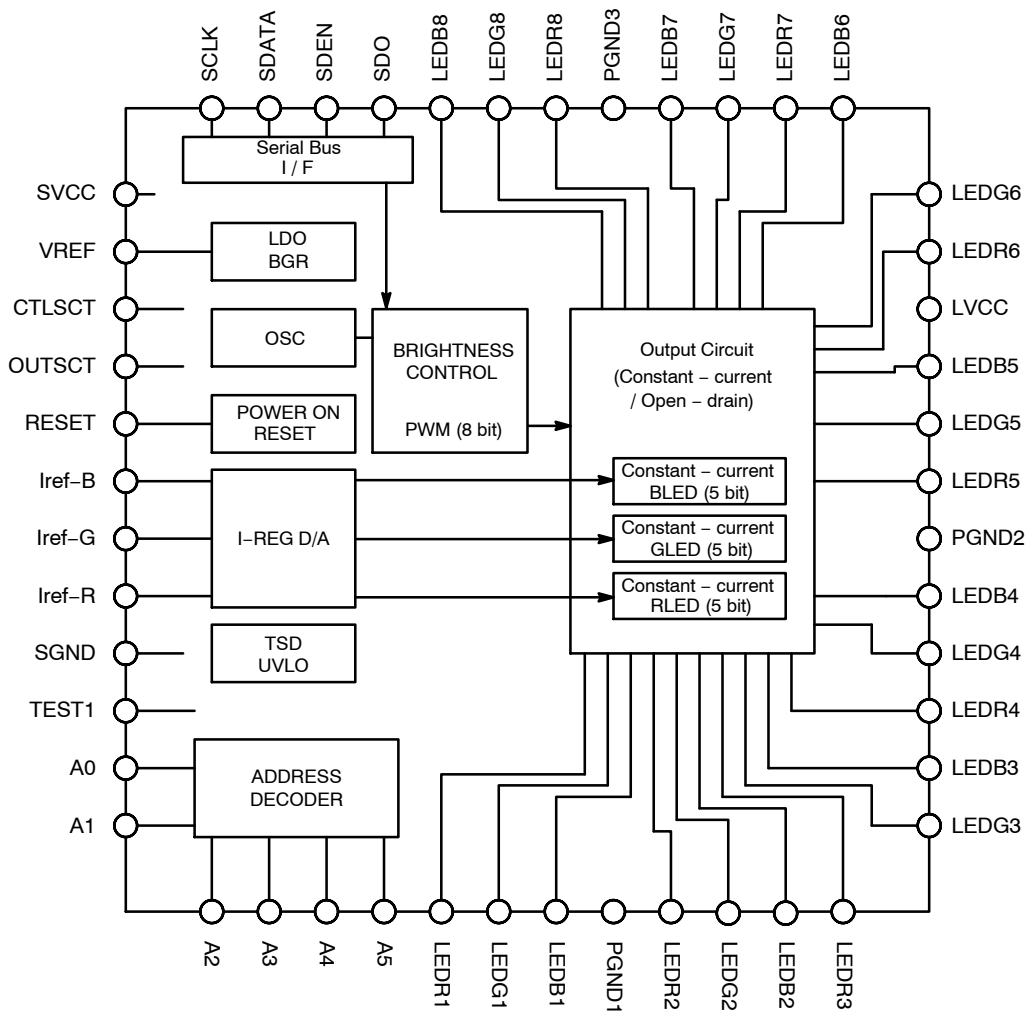 SCLK
SDATA
SDEN
SDO
LEDB8
LEDG8
LEDR8
PGND3
LEDB7
LEDG7
LEDR7
LEDB6
SVCC
VREF
CTLSCT
OUTSCT
RESET
Iref−B
Iref−G
Iref−R
SGND
TEST1
A0
A1
Serial Bus
I / F
LDO
BGR
OSC
POWER ON
RESET
I−REG D/A
TSD
UVLO
ADDRESS
DECODER
BRIGHTNESS
CONTROL
PWM (8 bit)
Output Circuit
(Constant − current
/ Open − drain)
Constant − current
BLED (5 bit)
Constant − current
GLED (5 bit)
Constant − current
RLED (5 bit)
LEDG6
LEDR6
LVCC
LEDB5
LEDG5
LEDR5
PGND2
LEDB4
LEDG4
LEDR4
LEDB3
LEDG3
A2
A3
A4
A5
LEDR1
LEDG1
LEDB1
PGND1
LEDR2
LEDG2
LEDB2
LEDR3